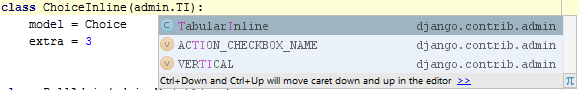 class ChoiceInline(admin.TI):
model = Choice
extra = 3
C TabularInline django.contrib.admin
V ACTION_CHECKBOX_NAME django.contrib.admin
V VERTICAL django.contrib.admin
Ctrl+Down and Ctrl+Up will move caret down and up in the editor >> π